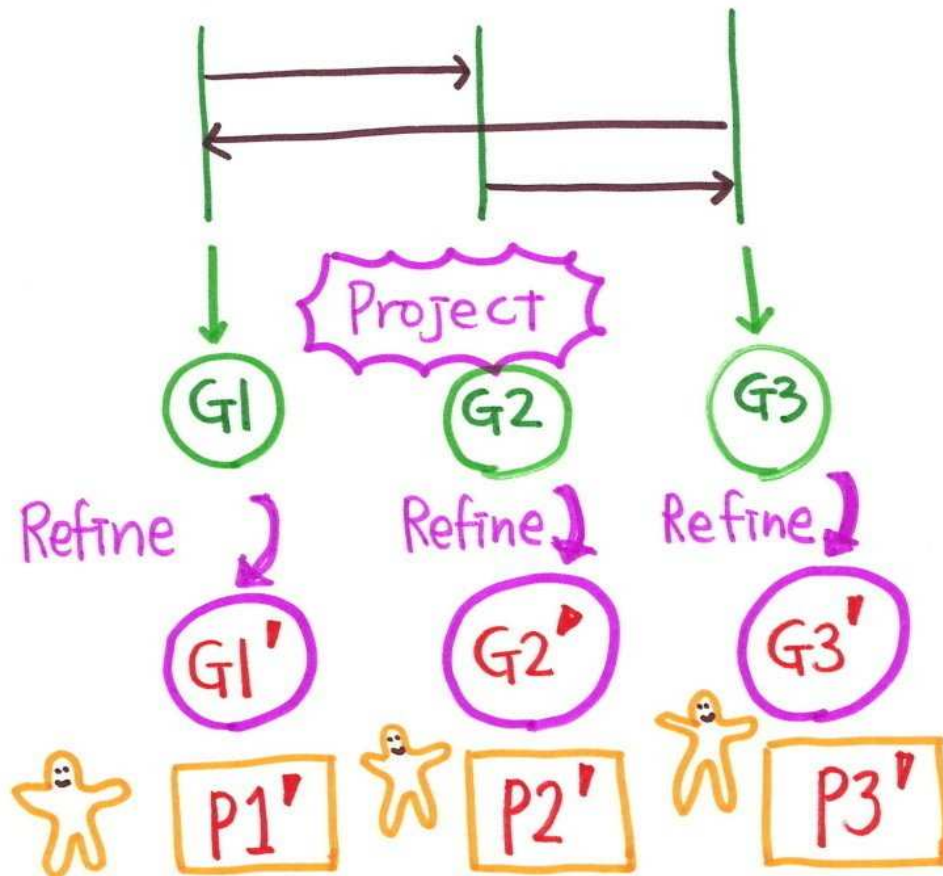 Project
G1 G2 G3
Refine Refine Refine
G1' G2' G3'
P1' P2' P3'